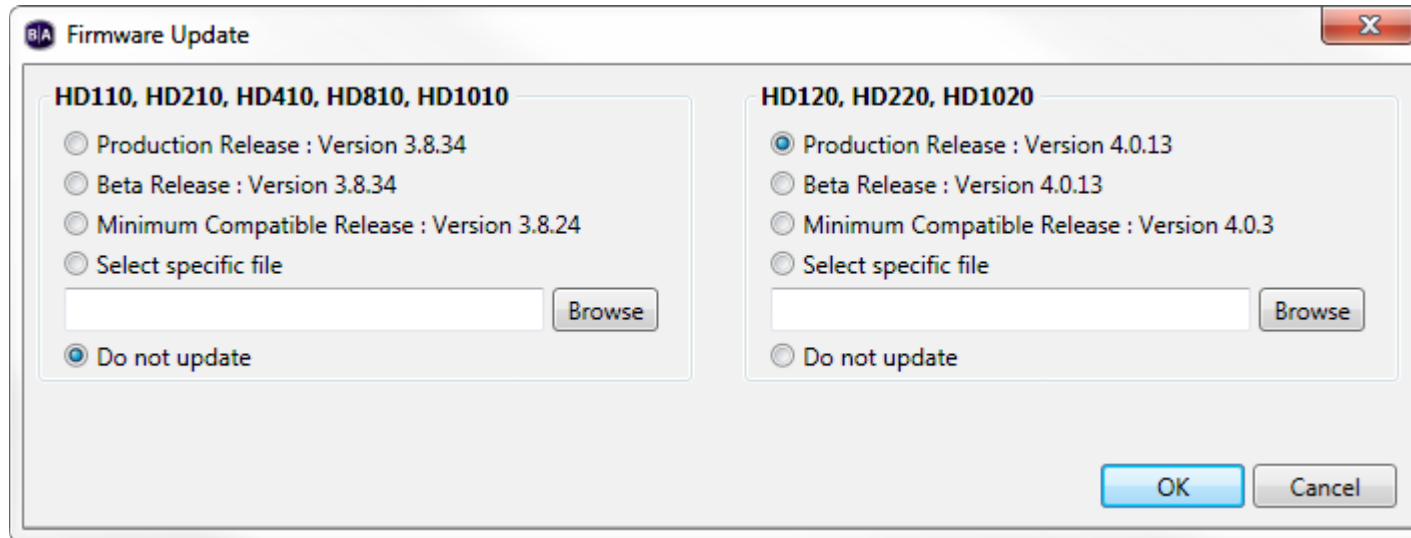 B|A Firmware Update
HD110, HD210, HD410, HD810, HD1010
Production Release : Version 3.8.34
Beta Release : Version 3.8.34
Minimum Compatible Release : Version 3.8.24
Select specific file
Browse
Do not update
HD120, HD220, HD1020
Production Release : Version 4.0.13
Beta Release : Version 4.0.13
Minimum Compatible Release : Version 4.0.3
Select specific file
Browse
Do not update
OK Cancel